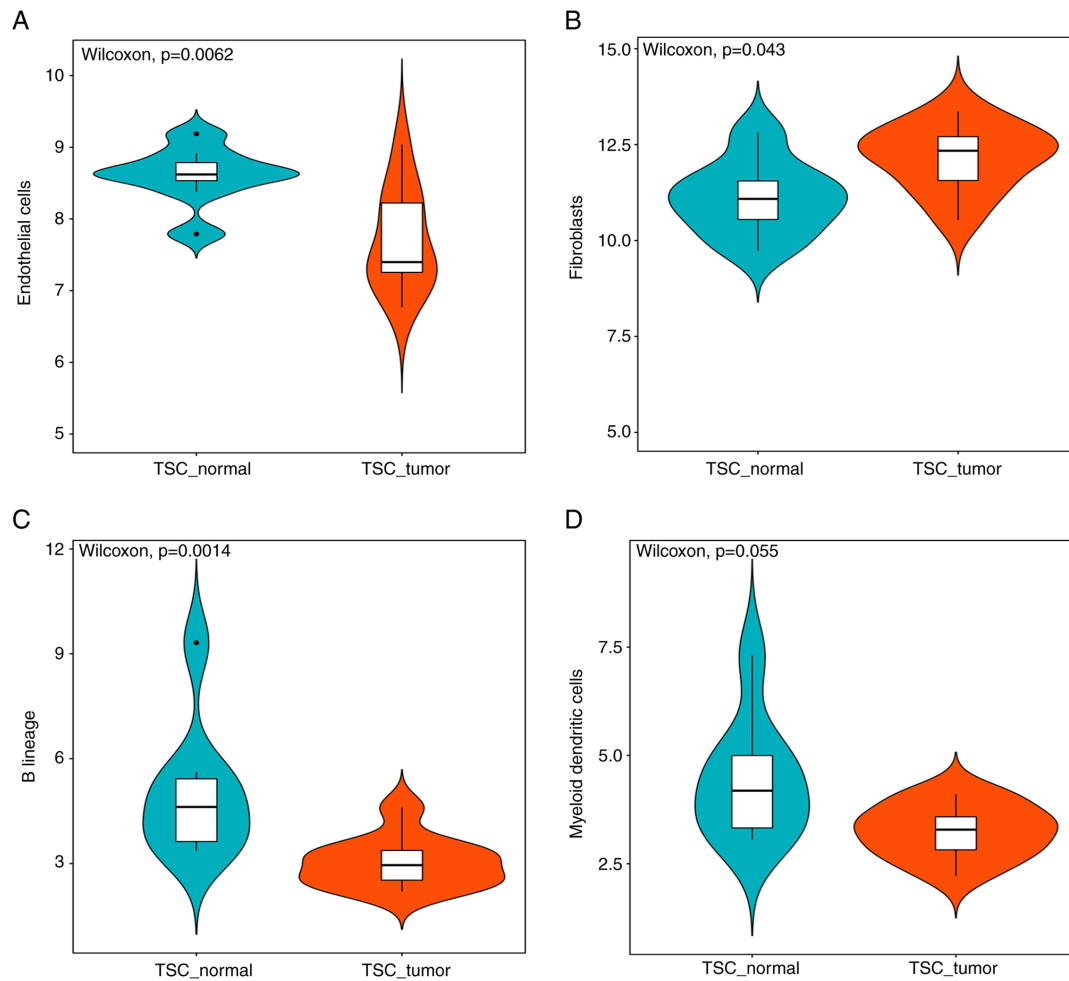 A
Wilcoxon, p=0.0062
Endothelial cells
10
9
8
7
6
5
TSC_normal TSC_tumor
B
Wilcoxon, p=0.043
Fibroblasts
15.0
12.5
10.0
7.5
5.0
TSC_normal TSC_tumor
C
Wilcoxon, p=0.0014
B lineage
12
9
6
3
TSC_normal TSC_tumor
D
Wilcoxon, p=0.055
Myeloid dendritic cells
7.5
5.0
2.5
TSC_normal TSC_tumor